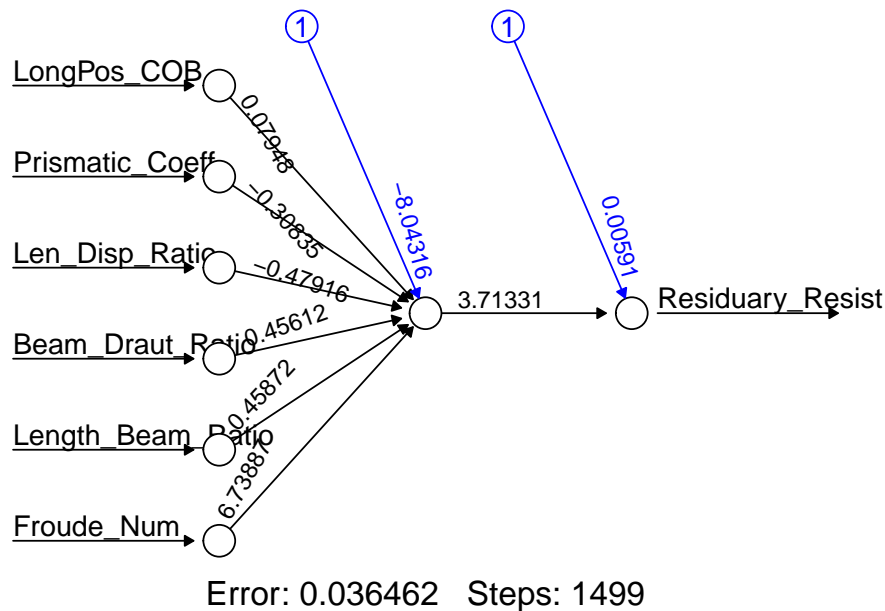 1
1
LongPos_COB
0.07948
Prismatic_Coeff
−0.30835
−8.04316
0.00591
Len_Disp_Ratio
−0.47916
3.71331
Residuary_Resist
Beam_Draut_Ratio
0.45612
Length_Beam_Ratio
0.45872
Froude_Num
6.73887
Error: 0.036462 Steps: 1499